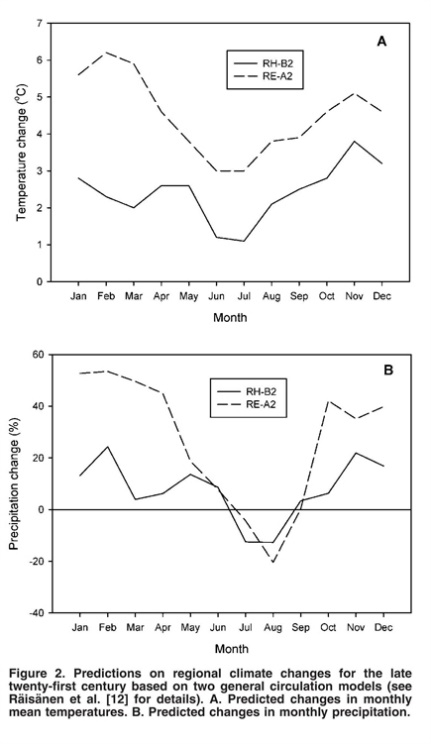 7
A
RH-B2
RE-A2
6
5
4
3
2
1
0
Temperature change (°C)
Jan Feb Mar Apr May Jun Jul Aug Sep Oct Nov Dec
Month
60
B
RH-B2
RE-A2
40
20
0
-20
-40
Precipitation change (%)
Jan Feb Mar Apr May Jun Jul Aug Sep Oct Nov Dec
Month
Figure 2. Predictions on regional climate changes for the late
twenty-first century based on two general circulation models (see
Räisänen et al. [12] for details). A. Predicted changes in monthly
mean temperatures. B. Predicted changes in monthly precipitation.